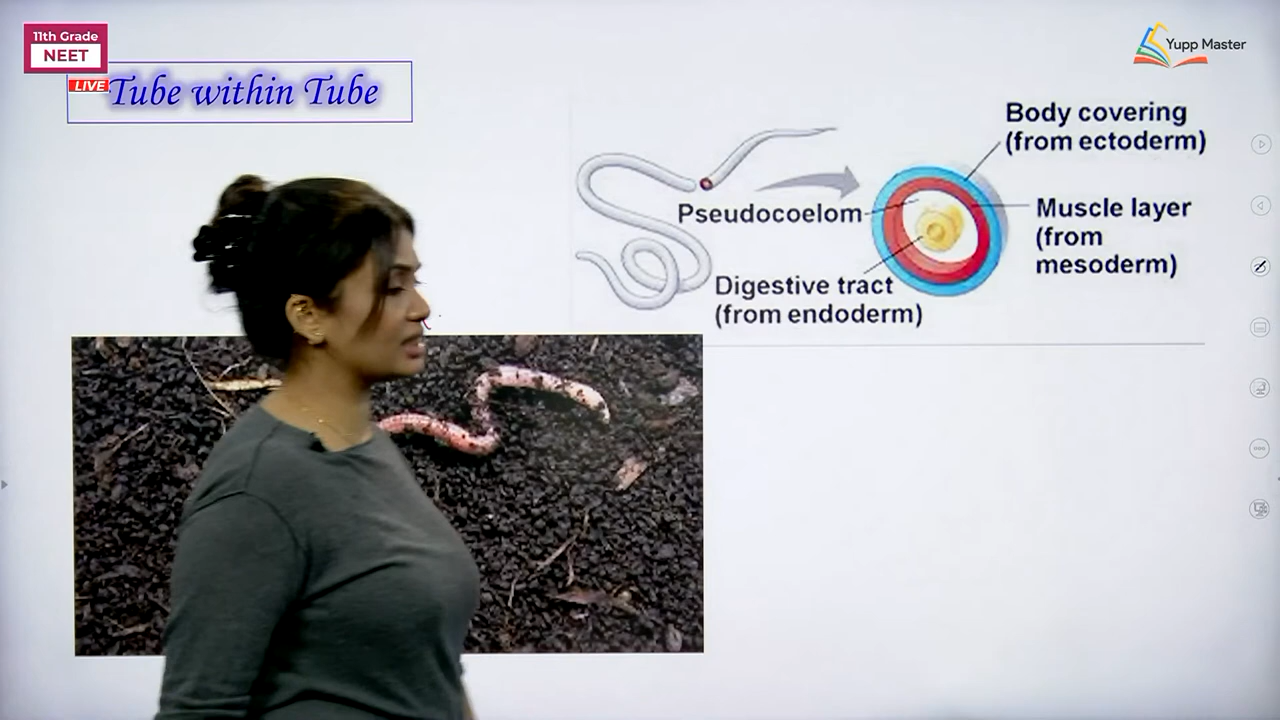 11th Grade
NEET
LIVE
Tube within Tube
Yupp Master
Body covering
(from ectoderm)
Pseudocoelom
Muscle layer
(from
mesoderm)
Digestive tract
(from endoderm)